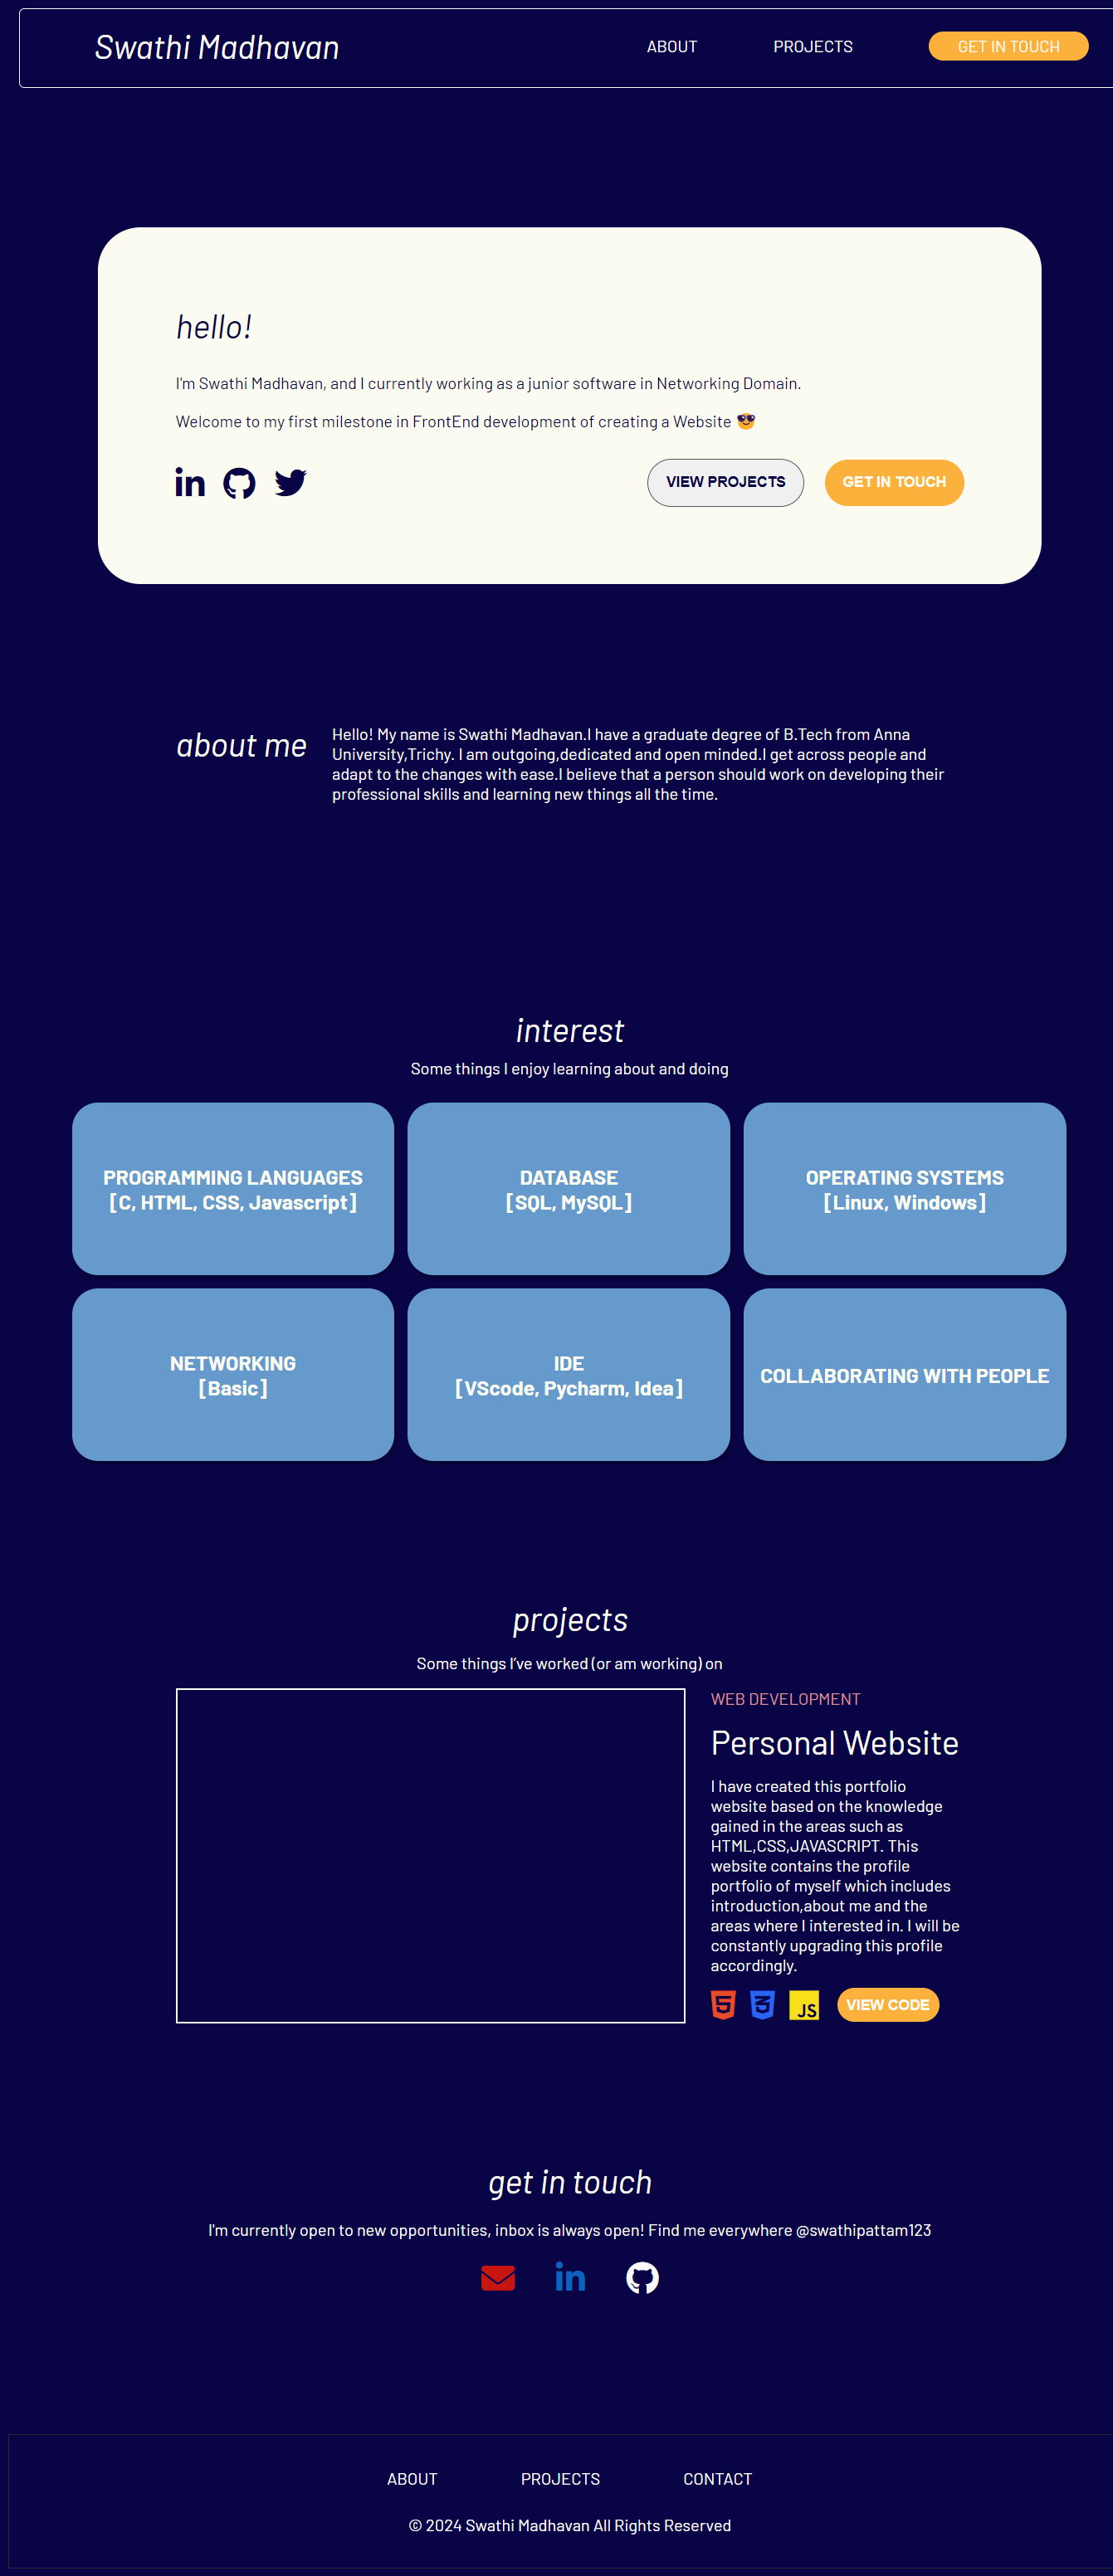 Swathi Madhavan
ABOUT
PROJECTS
GET IN TOUCH
hello!
I'm Swathi Madhavan, and I currently working as a junior software in Networking Domain.
Welcome to my first milestone in FrontEnd development of creating a Website 😎
VIEW PROJECTS
GET IN TOUCH
about me
Hello! My name is Swathi Madhavan.I have a graduate degree of B.Tech from Anna
University,Trichy. I am outgoing,dedicated and open minded.I get across people and
adapt to the changes with ease.I believe that a person should work on developing their
professional skills and learning new things all the time.
interest
Some things I enjoy learning about and doing
PROGRAMMING LANGUAGES
[C, HTML, CSS, Javascript]
DATABASE
[SQL, MySQL]
OPERATING SYSTEMS
[Linux, Windows]
NETWORKING
[Basic]
IDE
[VScode, Pycharm, Idea]
COLLABORATING WITH PEOPLE
projects
Some things I’ve worked (or am working) on
WEB DEVELOPMENT
Personal Website
I have created this portfolio
website based on the knowledge
gained in the areas such as
HTML,CSS,JAVASCRIPT. This
website contains the profile
portfolio of myself which includes
introduction,about me and the
areas where I interested in. I will be
constantly upgrading this profile
accordingly.
JS
VIEW CODE
get in touch
I'm currently open to new opportunities, inbox is always open! Find me everywhere @swathipattam123
ABOUT
PROJECTS
CONTACT
© 2024 Swathi Madhavan All Rights Reserved